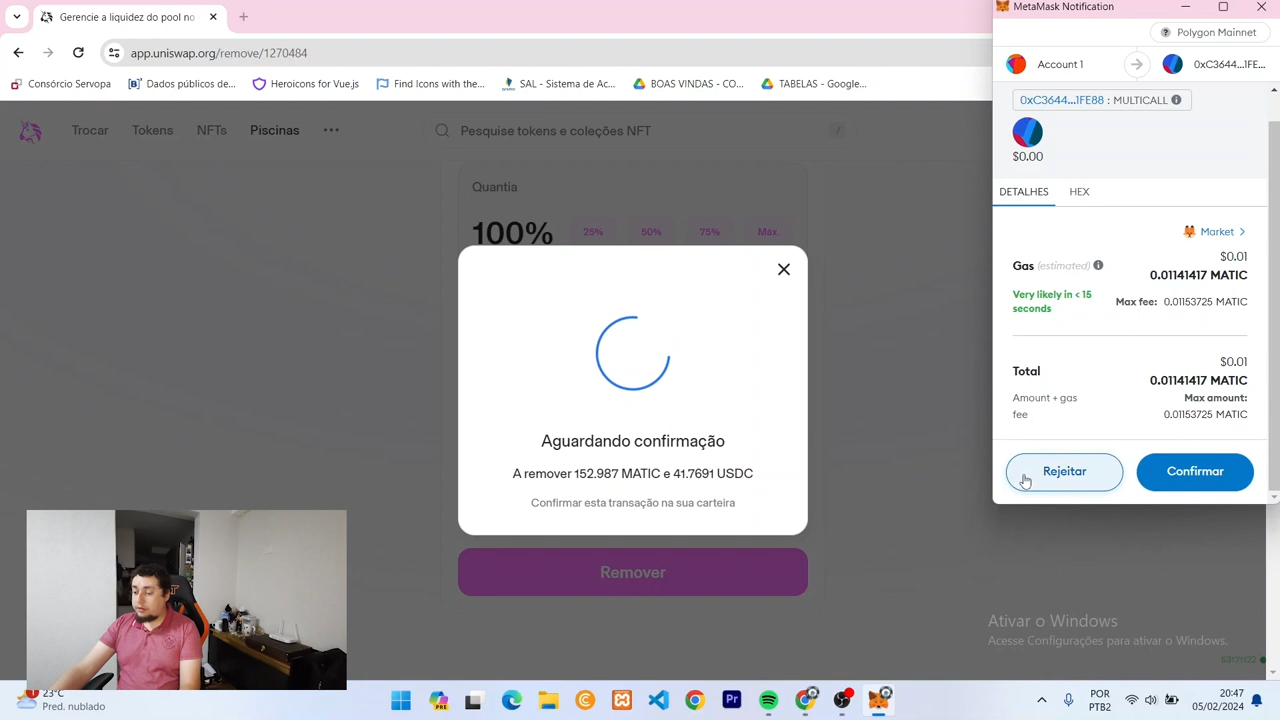 Gerencie a liquidez do pool no
app.uniswap.org/remove/1270484
Consórcio Servopa
Dados públicos de...
Heroicons for Vue.js
Find Icons with the...
SAL - Sistema de Ac...
BOAS VINDAS - CO...
TABELAS - Google...
Trocar
Tokens
NFTs
Piscinas
Pesquise tokens e coleções NFT
/
Quantia
100%
25%
50%
75%
Máx.
Aguardando confirmação
A remover 152.987 MATIC e 41.7691 USDC
Confirmar esta transação na sua carteira
Remover
MetaMask Notification
Polygon Mainnet
Account 1
0xC3644...1FE...
0xC3644...1FE88 : MULTICALL
$0.00
DETALHES
HEX
Market >
$0.01
Gas (estimated)
0.01141417 MATIC
Very likely in < 15
seconds
Max fee: 0.01153725 MATIC
$0.01
Total
0.01141417 MATIC
Amount + gas
fee
Max amount:
0.01153725 MATIC
Rejeitar
Confirmar
Ativar o Windows
Acesse Configurações para ativar o Windows.
23°C
Pred. nublado
POR
PTB2
20:47
05/02/2024